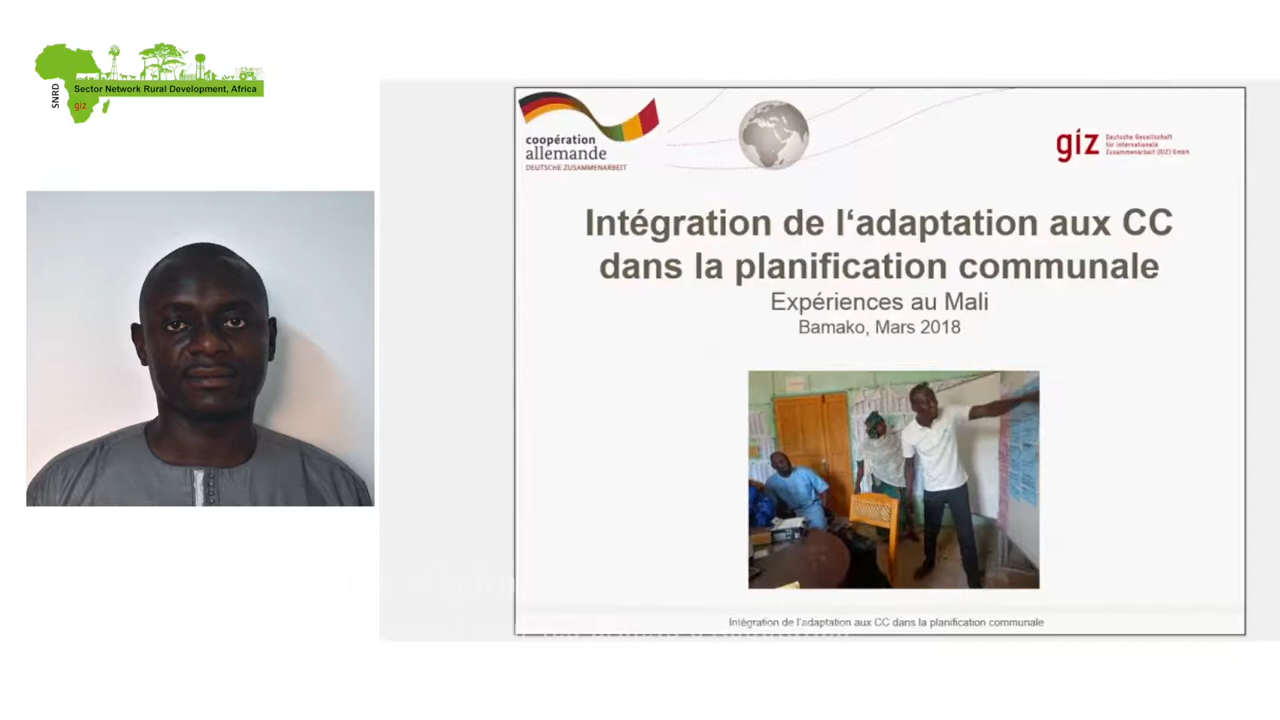 SNRD
Sector Network Rural Development, Africa
giz
coopération
allemande
DEUTSCHE ZUSAMMENARBEIT
giz
Deutsche Gesellschaft
für internationale
Zusammenarbeit (GIZ) GmbH
Intégration de l‘adaptation aux CC
dans la planification communale
Expériences au Mali
Bamako, Mars 2018
Intégration de l'adaptation aux CC dans la planification communale